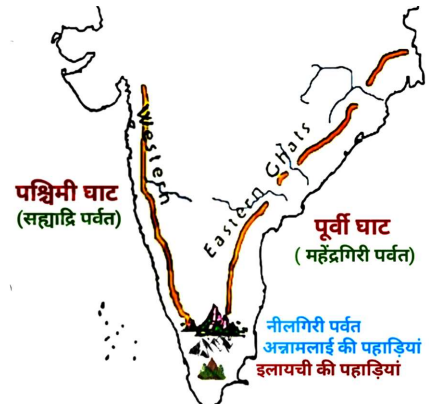 Western
Eastern GHats
पश्चिमी घाट
(सह्याद्रि पर्वत)
पूर्वी घाट
( महेंद्रगिरी पर्वत)
नीलगिरी पर्वत
अन्नामलाई की पहाड़ियां
इलायची की पहाड़ियां